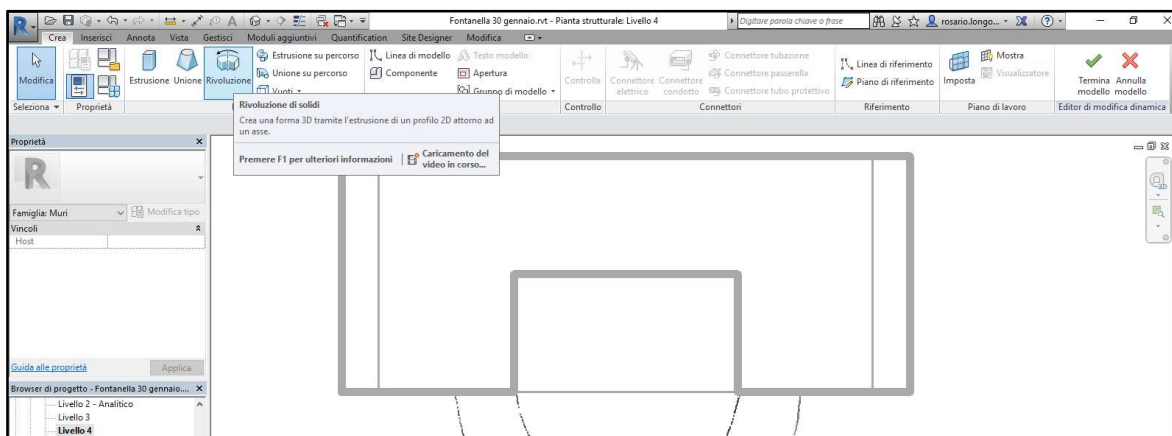 Fontanella 30 gennaio.rvt - Pianta strutturale: Livello 4
Digitare parola chiave o frase
rosario.longo...
Crea Inserisci Annota Vista Gestisci Moduli aggiuntivi Quantification Site Designer Modifica
Modifica
Estrusione Unione Rivoluzione
Estrusione su percorso
Unione su percorso
Vuoti
Linea di modello
Componente
Testo modello
Apertura
Gruppo di modello
Controlla
Connettore elettrico
Connettore condotto
Connettore tubazione
Connettore passerella
Connettore tubo protettivo
Linea di riferimento
Piano di riferimento
Imposta
Mostra
Visualizzatore
Termina modello
Annulla modello
Seleziona Proprietà Controllo Connettori Riferimento Piano di lavoro Editor di modifica dinamica
Rivoluzione di solidi
Crea una forma 3D tramite l'estrusione di un profilo 2D attorno ad
un asse.
Premere F1 per ulteriori informazioni
Caricamento del
video in corso...
Proprietà
Famiglia: Muri
Modifica tipo
Vincoli
Host
Guida alle proprietà
Applica
Browser di progetto - Fontanella 30 gennaio....
Livello 2 - Analitico
Livello 3
Livello 4
2D